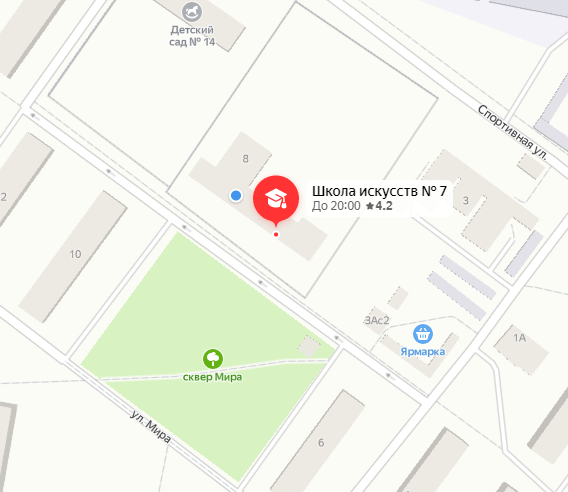 Детский
сад № 14
Спортивная ул.
8
Школа искусств № 7
До 20:00 ★4.2
2
3
10
3Ас2
Ярмарка
1А
сквер Мира
ул. Мира
6